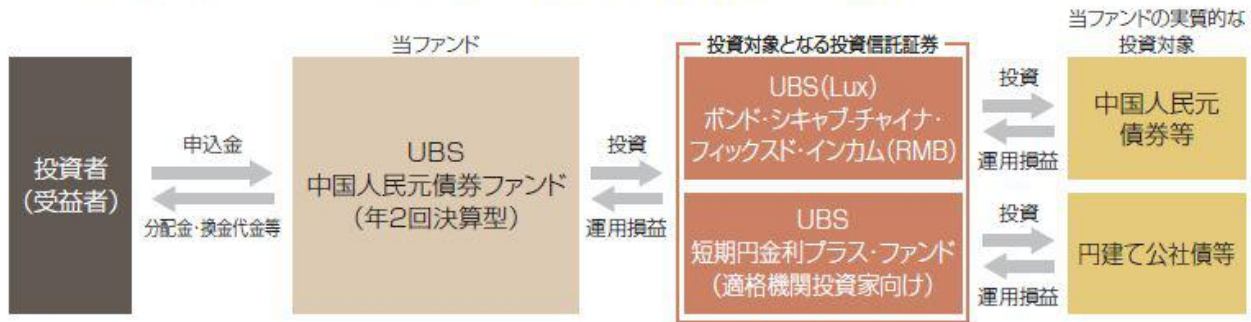 投資者
(受益者)
申込金
分配金・換金代金等
当ファンド
UBS
中国人民元債券ファンド
(年2回決算型)
投資
運用損益
投資対象となる投資信託証券
UBS(Lux)
ボンド・シキャブ-チャイナ・
フィックスド・インカム(RMB)
UBS
短期円金利プラス・ファンド
(適格機関投資家向け)
投資
運用損益
投資
運用損益
当ファンドの実質的な
投資対象
中国人民元
債券等
円建て公社債等